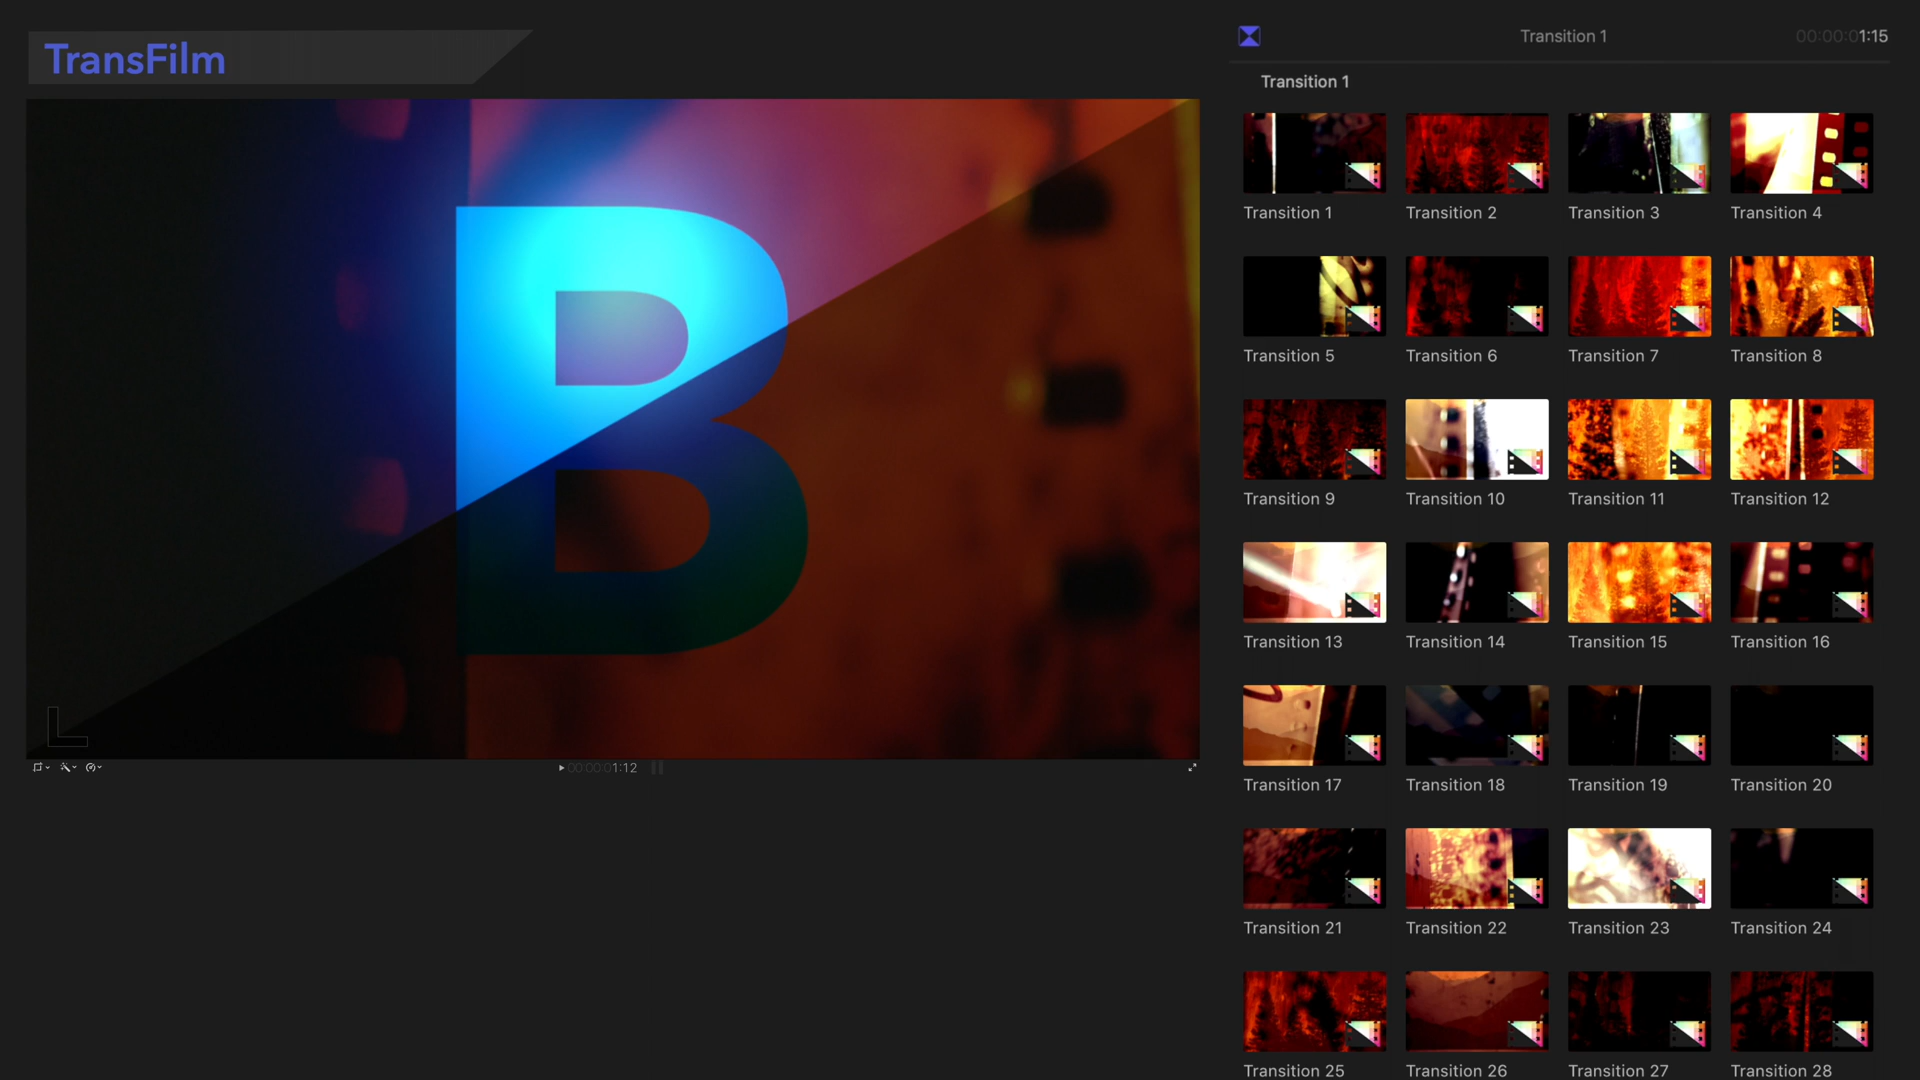 TransFilm
Transition 1
00:00:01:15
Transition 1
B
Transition 1
Transition 2
Transition 3
Transition 4
Transition 5
Transition 6
Transition 7
Transition 8
Transition 9
Transition 10
Transition 11
Transition 12
Transition 13
Transition 14
Transition 15
Transition 16
00:00:01:12
Transition 17
Transition 18
Transition 19
Transition 20
Transition 21
Transition 22
Transition 23
Transition 24
Transition 25
Transition 26
Transition 27
Transition 28